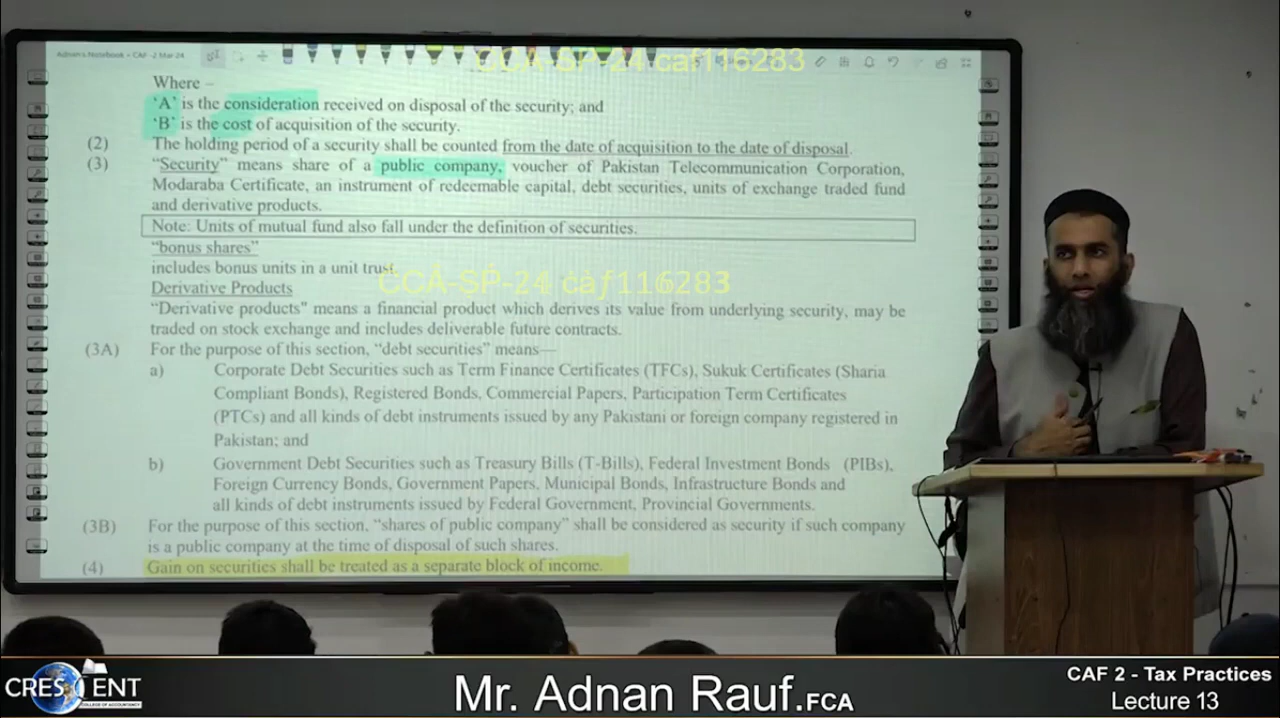 Adnan's Notebook - CAF -2 Mar-24
CCA-SP-24 caf116283
Where –
'A' is the consideration received on disposal of the security; and
'B' is the cost of acquisition of the security.
(2) The holding period of a security shall be counted from the date of acquisition to the date of disposal.
(3) "Security" means share of a public company, voucher of Pakistan Telecommunication Corporation,
Modaraba Certificate, an instrument of redeemable capital, debt securities, units of exchange traded fund
and derivative products.
Note: Units of mutual fund also fall under the definition of securities.
"bonus shares"
includes bonus units in a unit trust.
CCA-SP-24 caf116283
Derivative Products
"Derivative products" means a financial product which derives its value from underlying security, may be
traded on stock exchange and includes deliverable future contracts.
(3A) For the purpose of this section, "debt securities" means—
a) Corporate Debt Securities such as Term Finance Certificates (TFCs), Sukuk Certificates (Sharia
Compliant Bonds), Registered Bonds, Commercial Papers, Participation Term Certificates
(PTCs) and all kinds of debt instruments issued by any Pakistani or foreign company registered in
Pakistan; and
b) Government Debt Securities such as Treasury Bills (T-Bills), Federal Investment Bonds (PIBs),
Foreign Currency Bonds, Government Papers, Municipal Bonds, Infrastructure Bonds and
all kinds of debt instruments issued by Federal Government, Provincial Governments.
(3B) For the purpose of this section, "shares of public company" shall be considered as security if such company
is a public company at the time of disposal of such shares.
(4) Gain on securities shall be treated as a separate block of income.
CRESCENT
COLLEGE OF ACCOUNTANCY
Mr. Adnan Rauf.FCA
CAF 2 - Tax Practices
Lecture 13